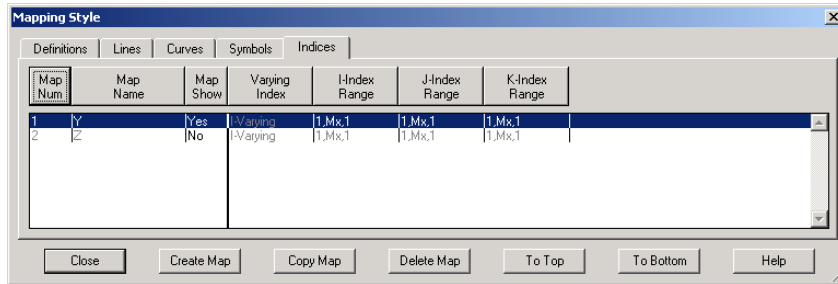 Mapping Style
Definitions Lines Curves Symbols Indices
Map Num Map Name Map Show Varying Index I-Index Range J-Index Range K-Index Range
1 Y Yes I-Varying 1,Mx,1 1,Mx,1 1,Mx,1
2 Z No I-Varying 1,Mx,1 1,Mx,1 1,Mx,1
Close Create Map Copy Map Delete Map To Top To Bottom Help